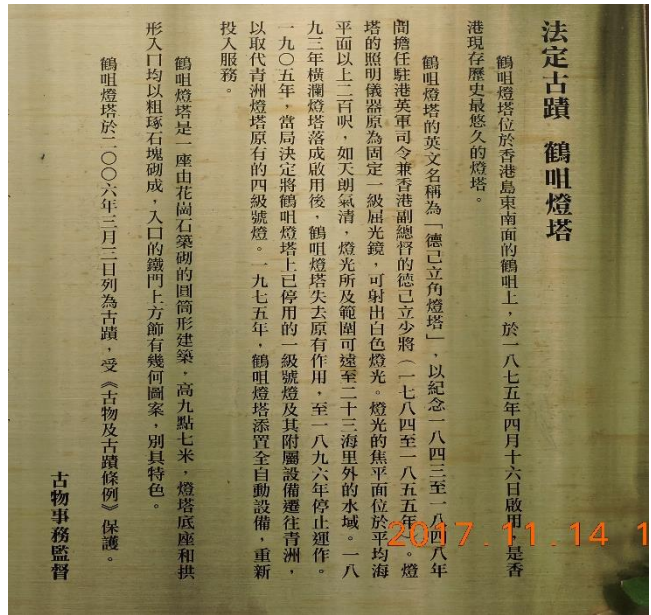 法定古蹟 鶴咀燈塔
鶴咀燈塔位於香港島東南面的鶴咀上，於一八七五年四月十六日啟用，是香
港現存歷史最悠久的燈塔。
鶴咀燈塔的英文名稱為「德己立角燈塔」，以紀念一八四三至一八四八年
間擔任駐港英軍司令兼香港副總督的德己立少將（一七八四至一八五五年）。燈
塔的照明儀器原為固定一級屈光鏡，可射出白色燈光。燈光的焦平面位於平均海
平面以上二百呎，如天朗氣清，燈光所及範圍可遠至二十三海里外的水域。一八
九三年橫瀾燈塔落成啟用後，鶴咀燈塔失去原有作用，至一八九六年停止運作。
一九〇五年，當局決定將鶴咀燈塔上已停用的一級號燈及其附屬設備遷往青洲，
以取代青洲燈塔原有的四級號燈。一九七五年，鶴咀燈塔添置全自動設備，重新
投入服務。
鶴咀燈塔是一座由花崗石築砌的圓筒形建築，高九點七米，燈塔底座和拱
形入口均以粗琢石塊砌成，入口的鐵門上方飾有幾何圖案，別具特色。
鶴咀燈塔於二〇〇六年三月三日列為古蹟，受《古物及古蹟條例》保護。
古物事務監督
2017.11.14 1